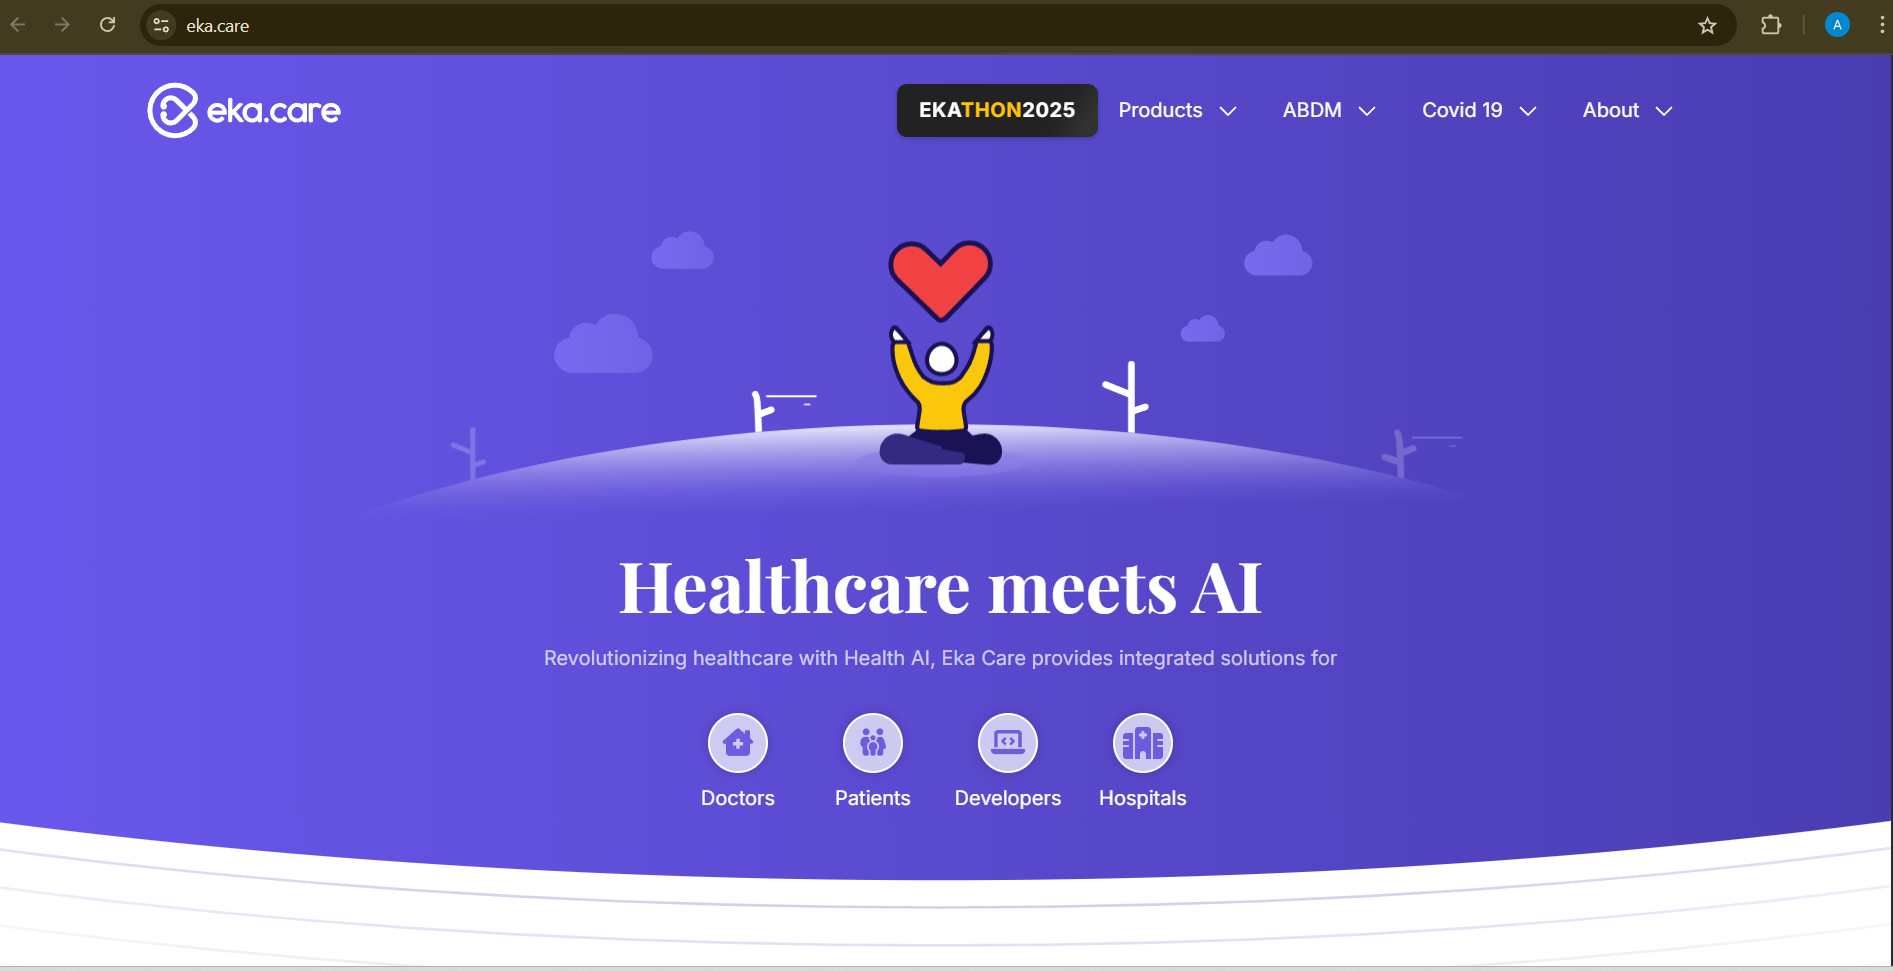 eka.care
A
eka.care
EKATHON2025
Products
ABDM
Covid 19
About
Healthcare meets AI
Revolutionizing healthcare with Health AI, Eka Care provides integrated solutions for
Doctors
Patients
Developers
Hospitals